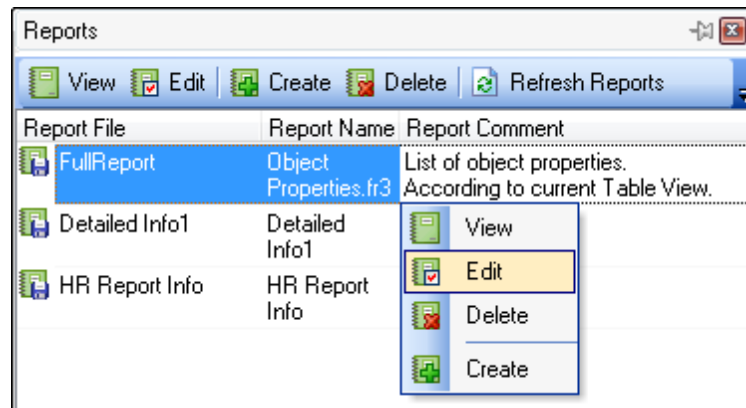 Reports
View Edit Create Delete Refresh Reports
Report File Report Name Report Comment
FullReport Object Properties.fr3 List of object properties.
According to current Table View.
Detailed Info1 Detailed Info1
HR Report Info HR Report Info
View
Edit
Delete
Create